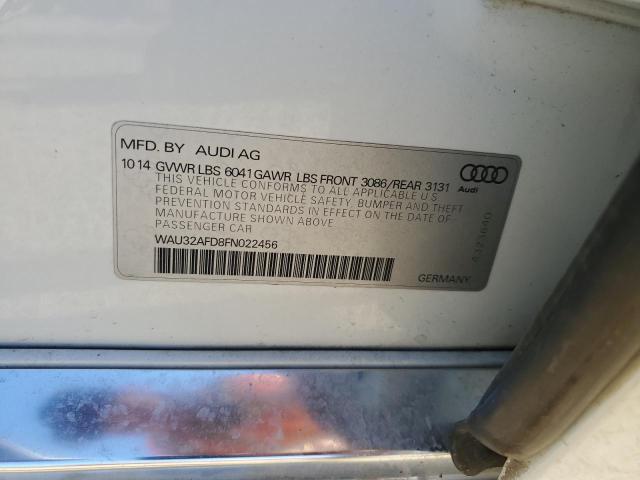 MFD. BY AUDI AG
10 14 GVWR LBS 6041 GAWR LBS FRONT 3086/REAR 3131
THIS VEHICLE CONFORMS TO ALL APPLICABLE U S
FEDERAL MOTOR VEHICLE SAFETY, BUMPER AND THEFT
PREVENTION STANDARDS IN EFFECT ON THE DATE OF
MANUFACTURE SHOWN ABOVE
PASSENGER CAR
WAU32AFD8FN022456
GERMANY
Audi
4323640